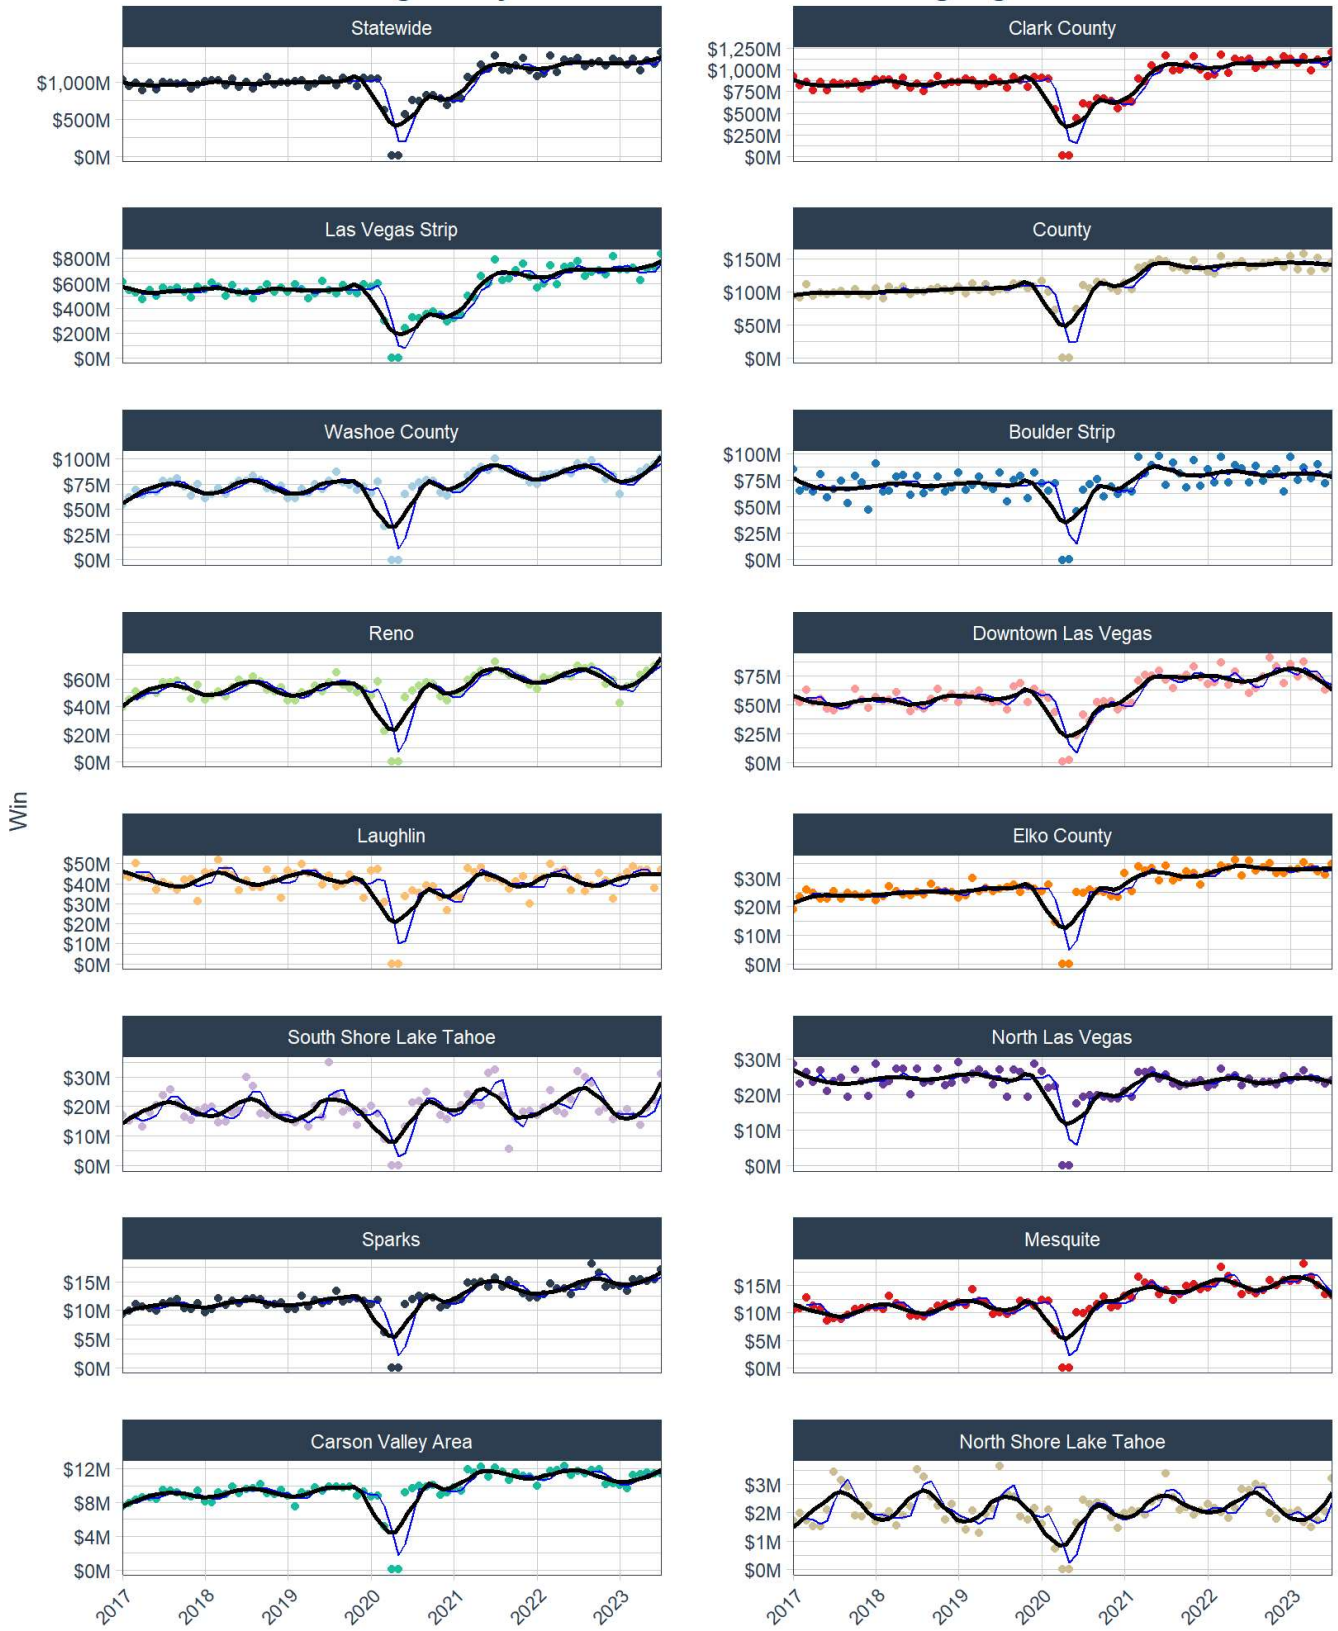 Statewide
Clark County
$1,000M
$500M
$0M
$1,250M
$1,000M
$750M
$500M
$250M
$0M
Las Vegas Strip
County
$800M
$600M
$400M
$200M
$0M
$150M
$100M
$50M
$0M
Washoe County
Boulder Strip
$100M
$75M
$50M
$25M
$0M
$100M
$75M
$50M
$25M
$0M
Reno
Downtown Las Vegas
$60M
$40M
$20M
$0M
$75M
$50M
$25M
$0M
Win
Laughlin
Elko County
$50M
$40M
$30M
$20M
$10M
$0M
$30M
$20M
$10M
$0M
South Shore Lake Tahoe
North Las Vegas
$30M
$20M
$10M
$0M
$30M
$20M
$10M
$0M
Sparks
Mesquite
$15M
$10M
$5M
$0M
$15M
$10M
$5M
$0M
Carson Valley Area
North Shore Lake Tahoe
$12M
$8M
$4M
$0M
$3M
$2M
$1M
$0M
2017 2018 2019 2020 2021 2022 2023
2017 2018 2019 2020 2021 2022 2023